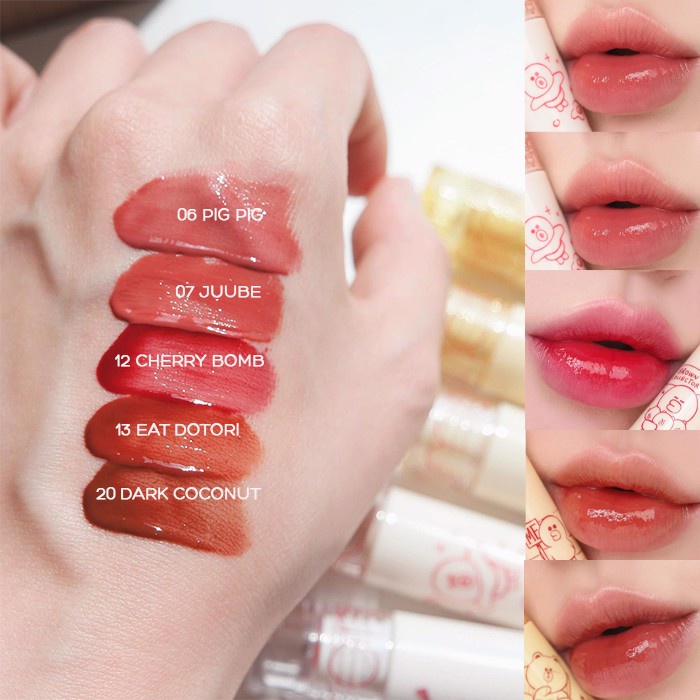 06 PIG PIG
07 JUUBE
12 CHERRY BOMB
13 EAT DOTORI
20 DARK COCONUT